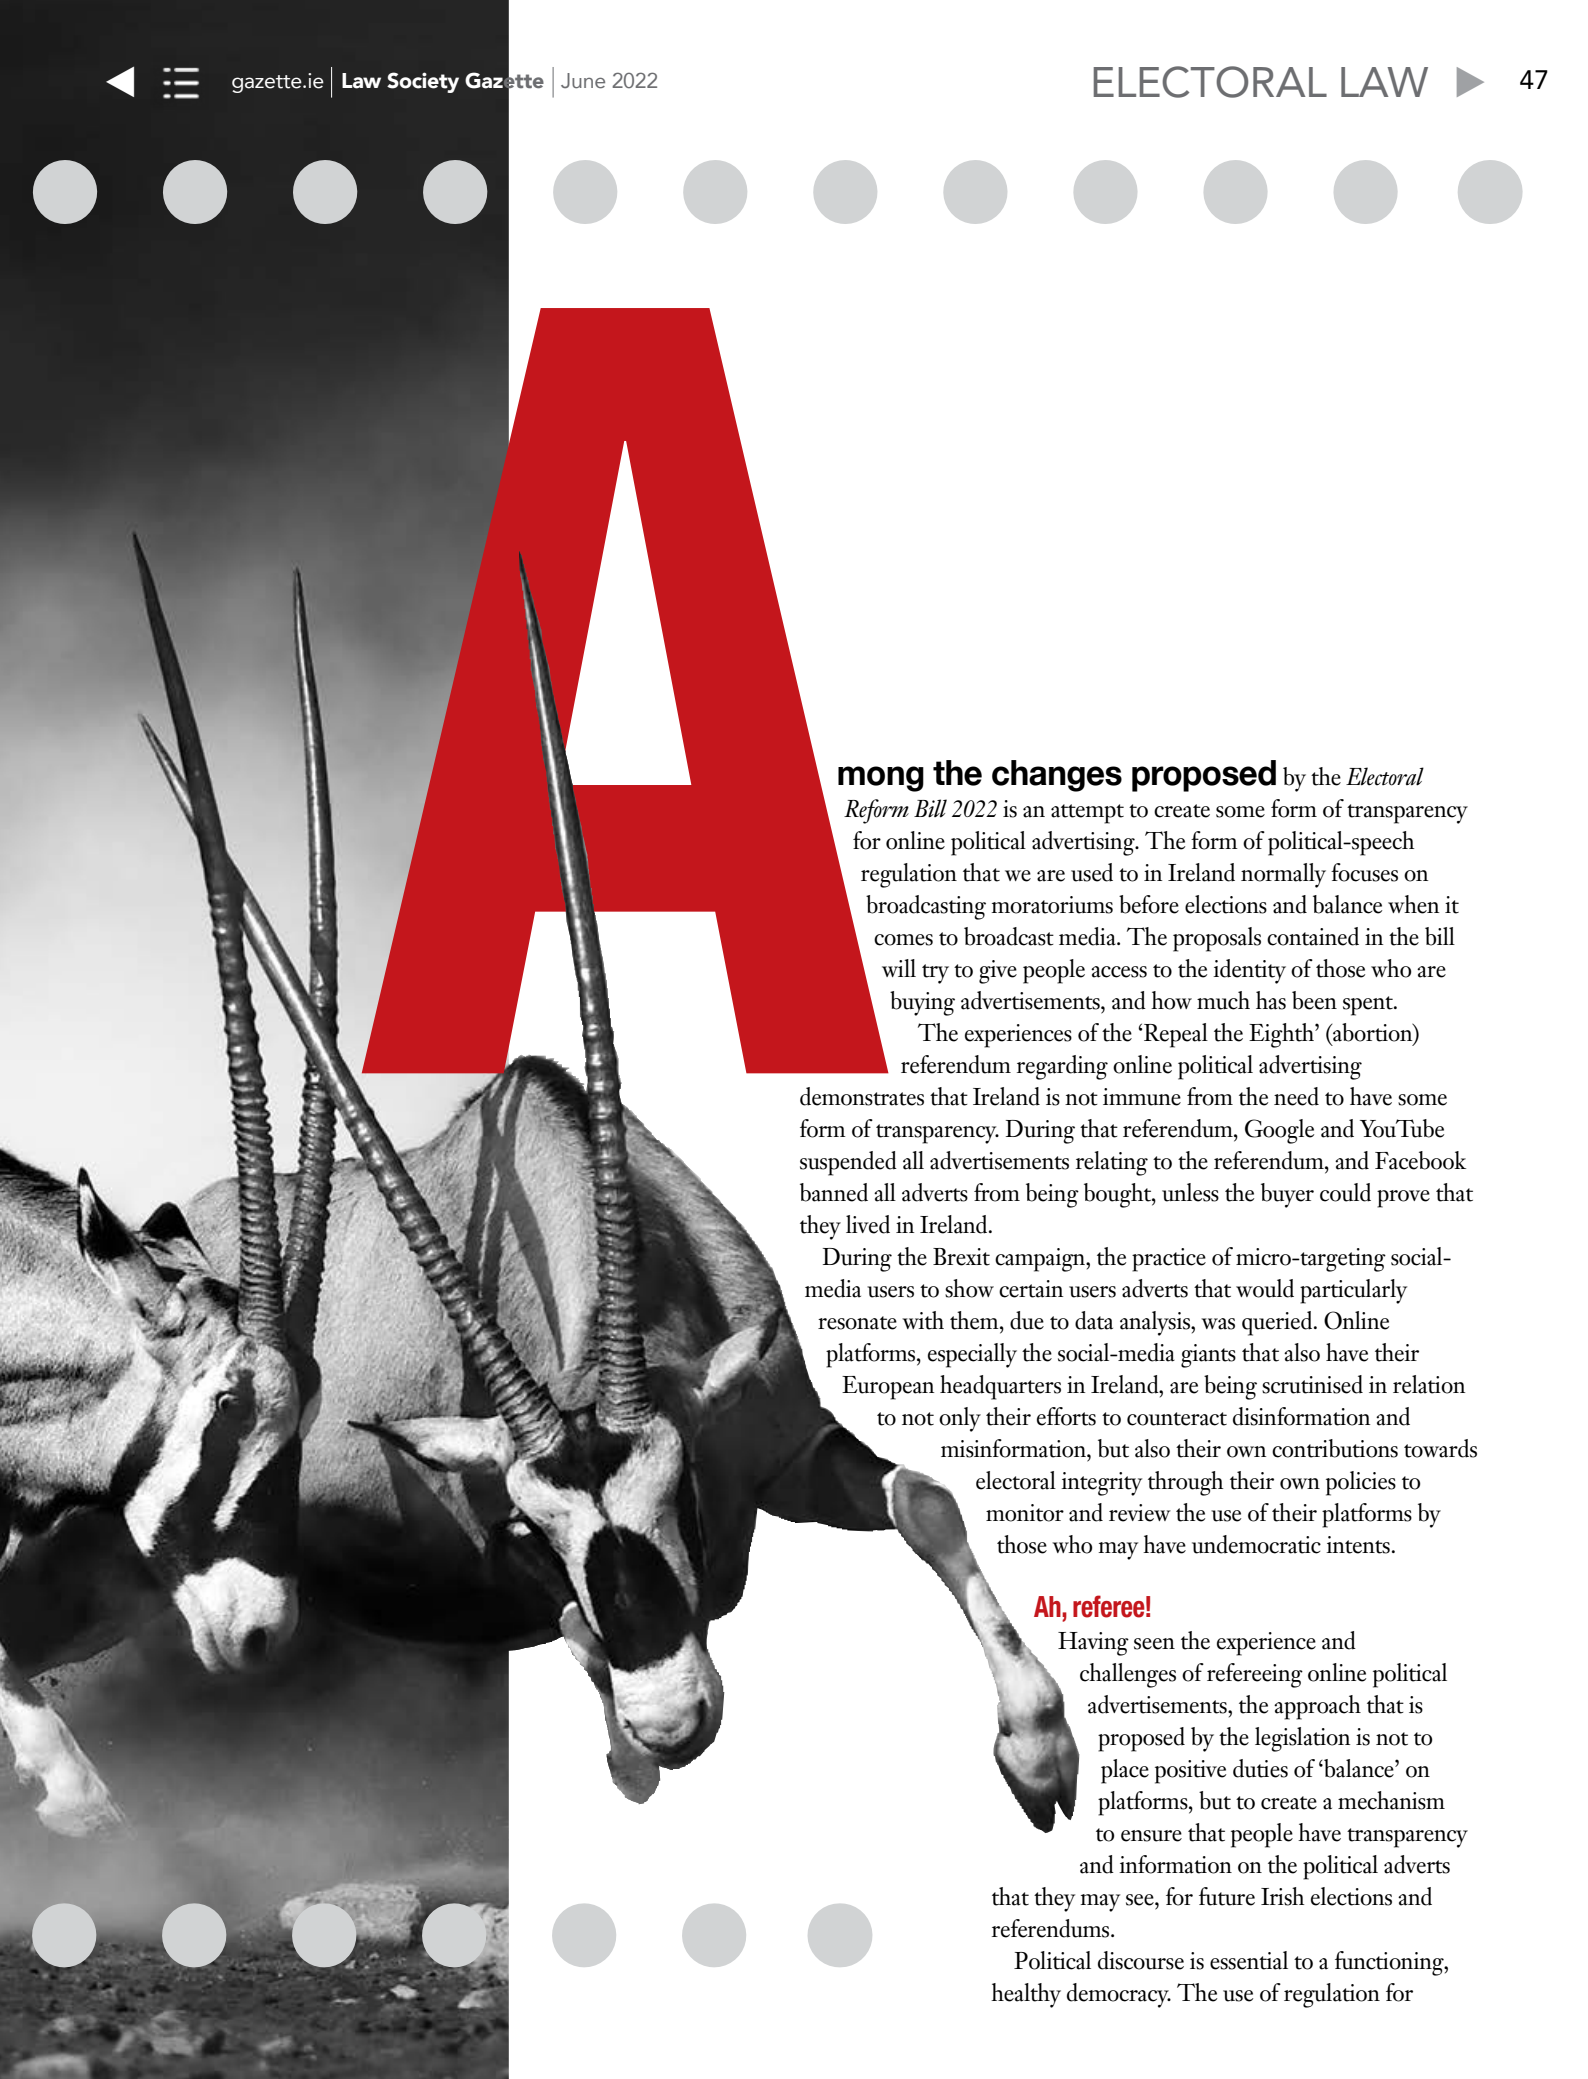 gazette.ie | Law Society Gazette | June 2022
ELECTORAL LAW 47
A
mong the changes proposed by the Electoral
Reform Bill 2022 is an attempt to create some form of transparency
for online political advertising. The form of political-speech
regulation that we are used to in Ireland normally focuses on
broadcasting moratoriums before elections and balance when it
comes to broadcast media. The proposals contained in the bill
will try to give people access to the identity of those who are
buying advertisements, and how much has been spent.
The experiences of the ‘Repeal the Eighth’ (abortion)
referendum regarding online political advertising
demonstrates that Ireland is not immune from the need to have some
form of transparency. During that referendum, Google and YouTube
suspended all advertisements relating to the referendum, and Facebook
banned all adverts from being bought, unless the buyer could prove that
they lived in Ireland.
During the Brexit campaign, the practice of micro-targeting social-
media users to show certain users adverts that would particularly
resonate with them, due to data analysis, was queried. Online
platforms, especially the social-media giants that also have their
European headquarters in Ireland, are being scrutinised in relation
to not only their efforts to counteract disinformation and
misinformation, but also their own contributions towards
electoral integrity through their own policies to
monitor and review the use of their platforms by
those who may have undemocratic intents.
Ah, referee!
Having seen the experience and
challenges of refereeing online political
advertisements, the approach that is
proposed by the legislation is not to
place positive duties of ‘balance’ on
platforms, but to create a mechanism
to ensure that people have transparency
and information on the political adverts
that they may see, for future Irish elections and
referendums.
Political discourse is essential to a functioning,
healthy democracy. The use of regulation for